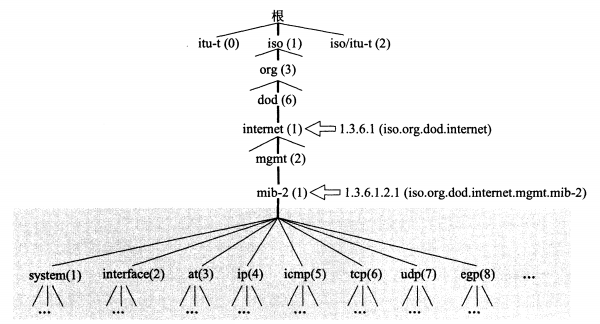 根
itu-t (0) iso (1) iso/itu-t (2)
org (3)
dod (6)
internet (1) 1.3.6.1 (iso.org.dod.internet)
mgmt (2)
mib-2 (1) 1.3.6.1.2.1 (iso.org.dod.internet.mgmt.mib-2)
system(1) interface(2) at(3) ip(4) icmp(5) tcp(6) udp(7) egp(8) ...
... ... ... ... ... ... ... ...